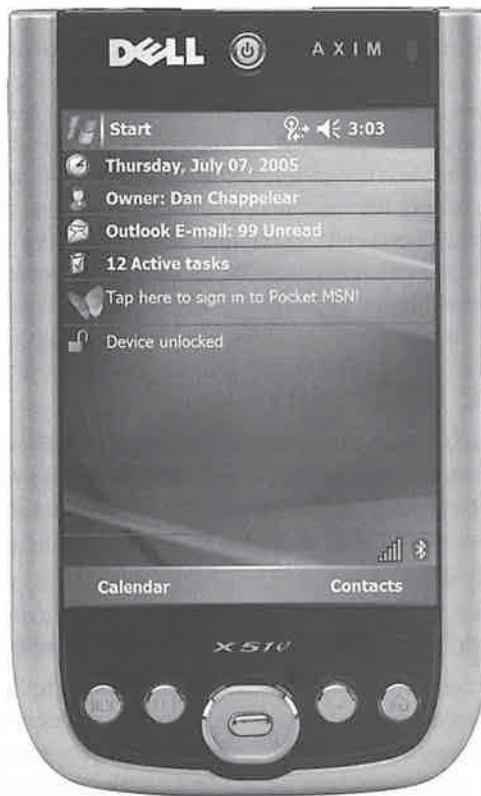 DELL AXIM
Start 3:03
Thursday, July 07, 2005
Owner: Dan Chappelear
Outlook E-mail: 99 Unread
12 Active tasks
Tap here to sign in to Pocket MSN!
Device unlocked
Calendar Contacts
X51v